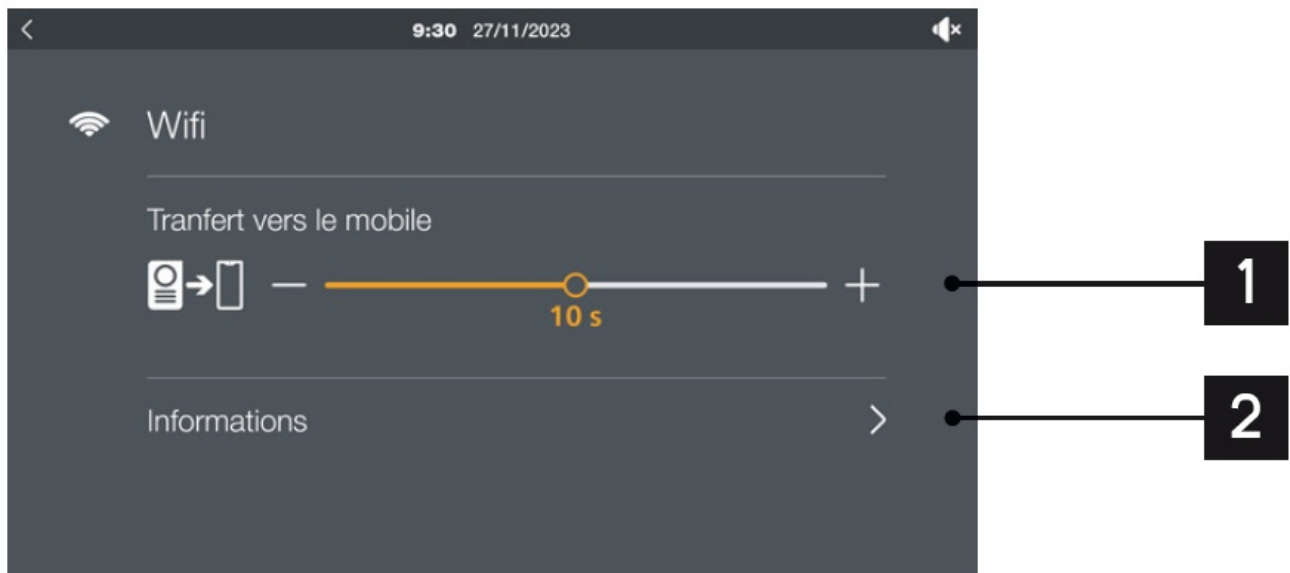 9:30 27/11/2023
Wifi
Tranfert vers le mobile
10 s
1
Informations
2